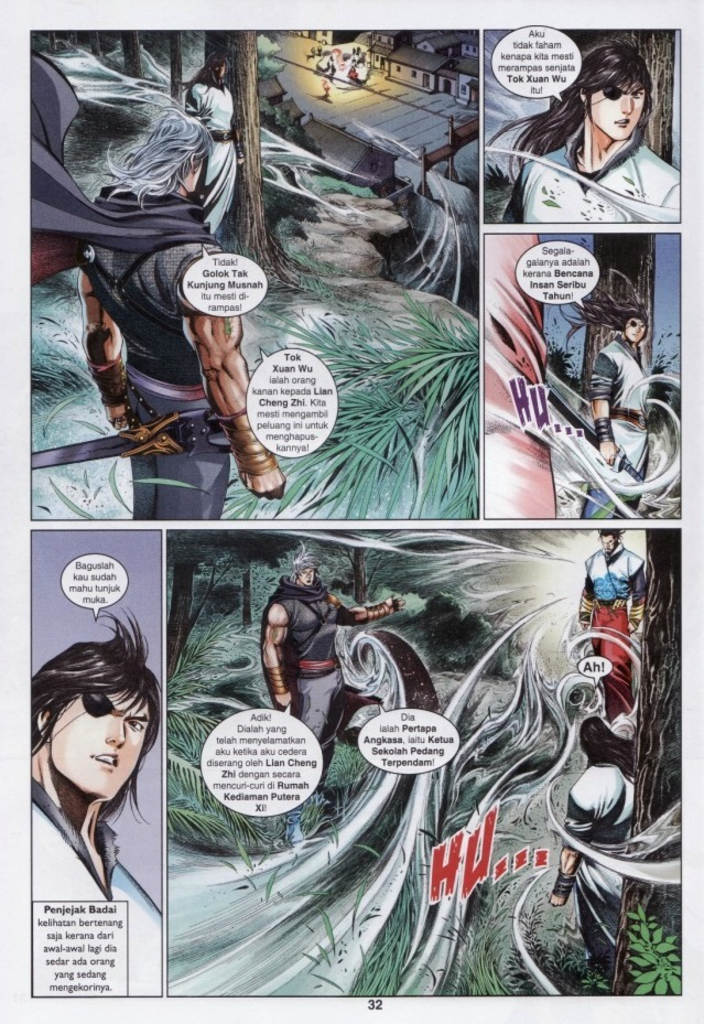 Tidak!
Golok Tak
Kunjung Musnah
itu mesti di-
rampas!
Tok
Xuan Wu
ialah orang
kanan kepada Lian
Cheng Zhi. Kita
mesti mengambil
peluang ini untuk
menghapus-
kannya!
Aku
tidak faham
kenapa kita mesti
merampas senjata
Tok Xuan Wu
itu!
Segala-
galanya adalah
kerana Bencana
Insan Seribu
Tahun!
HU...
Baguslah
kau sudah
mahu tunjuk
muka.
Penjejak Badai
kelihatan bertenang
saja kerana dari
awal-awal lagi dia
sedar ada orang
yang sedang
mengekorinya.
Adik!
Dialah yang
telah menyelamatkan
aku ketika aku cedera
diserang oleh Lian Cheng
Zhi dengan secara
mencuri-curi di Rumah
Kediaman Putera
Xi!
Dia
ialah Pertapa
Angkasa, iaitu Ketua
Sekolah Pedang
Terpendam!
Ah!
HU...
32